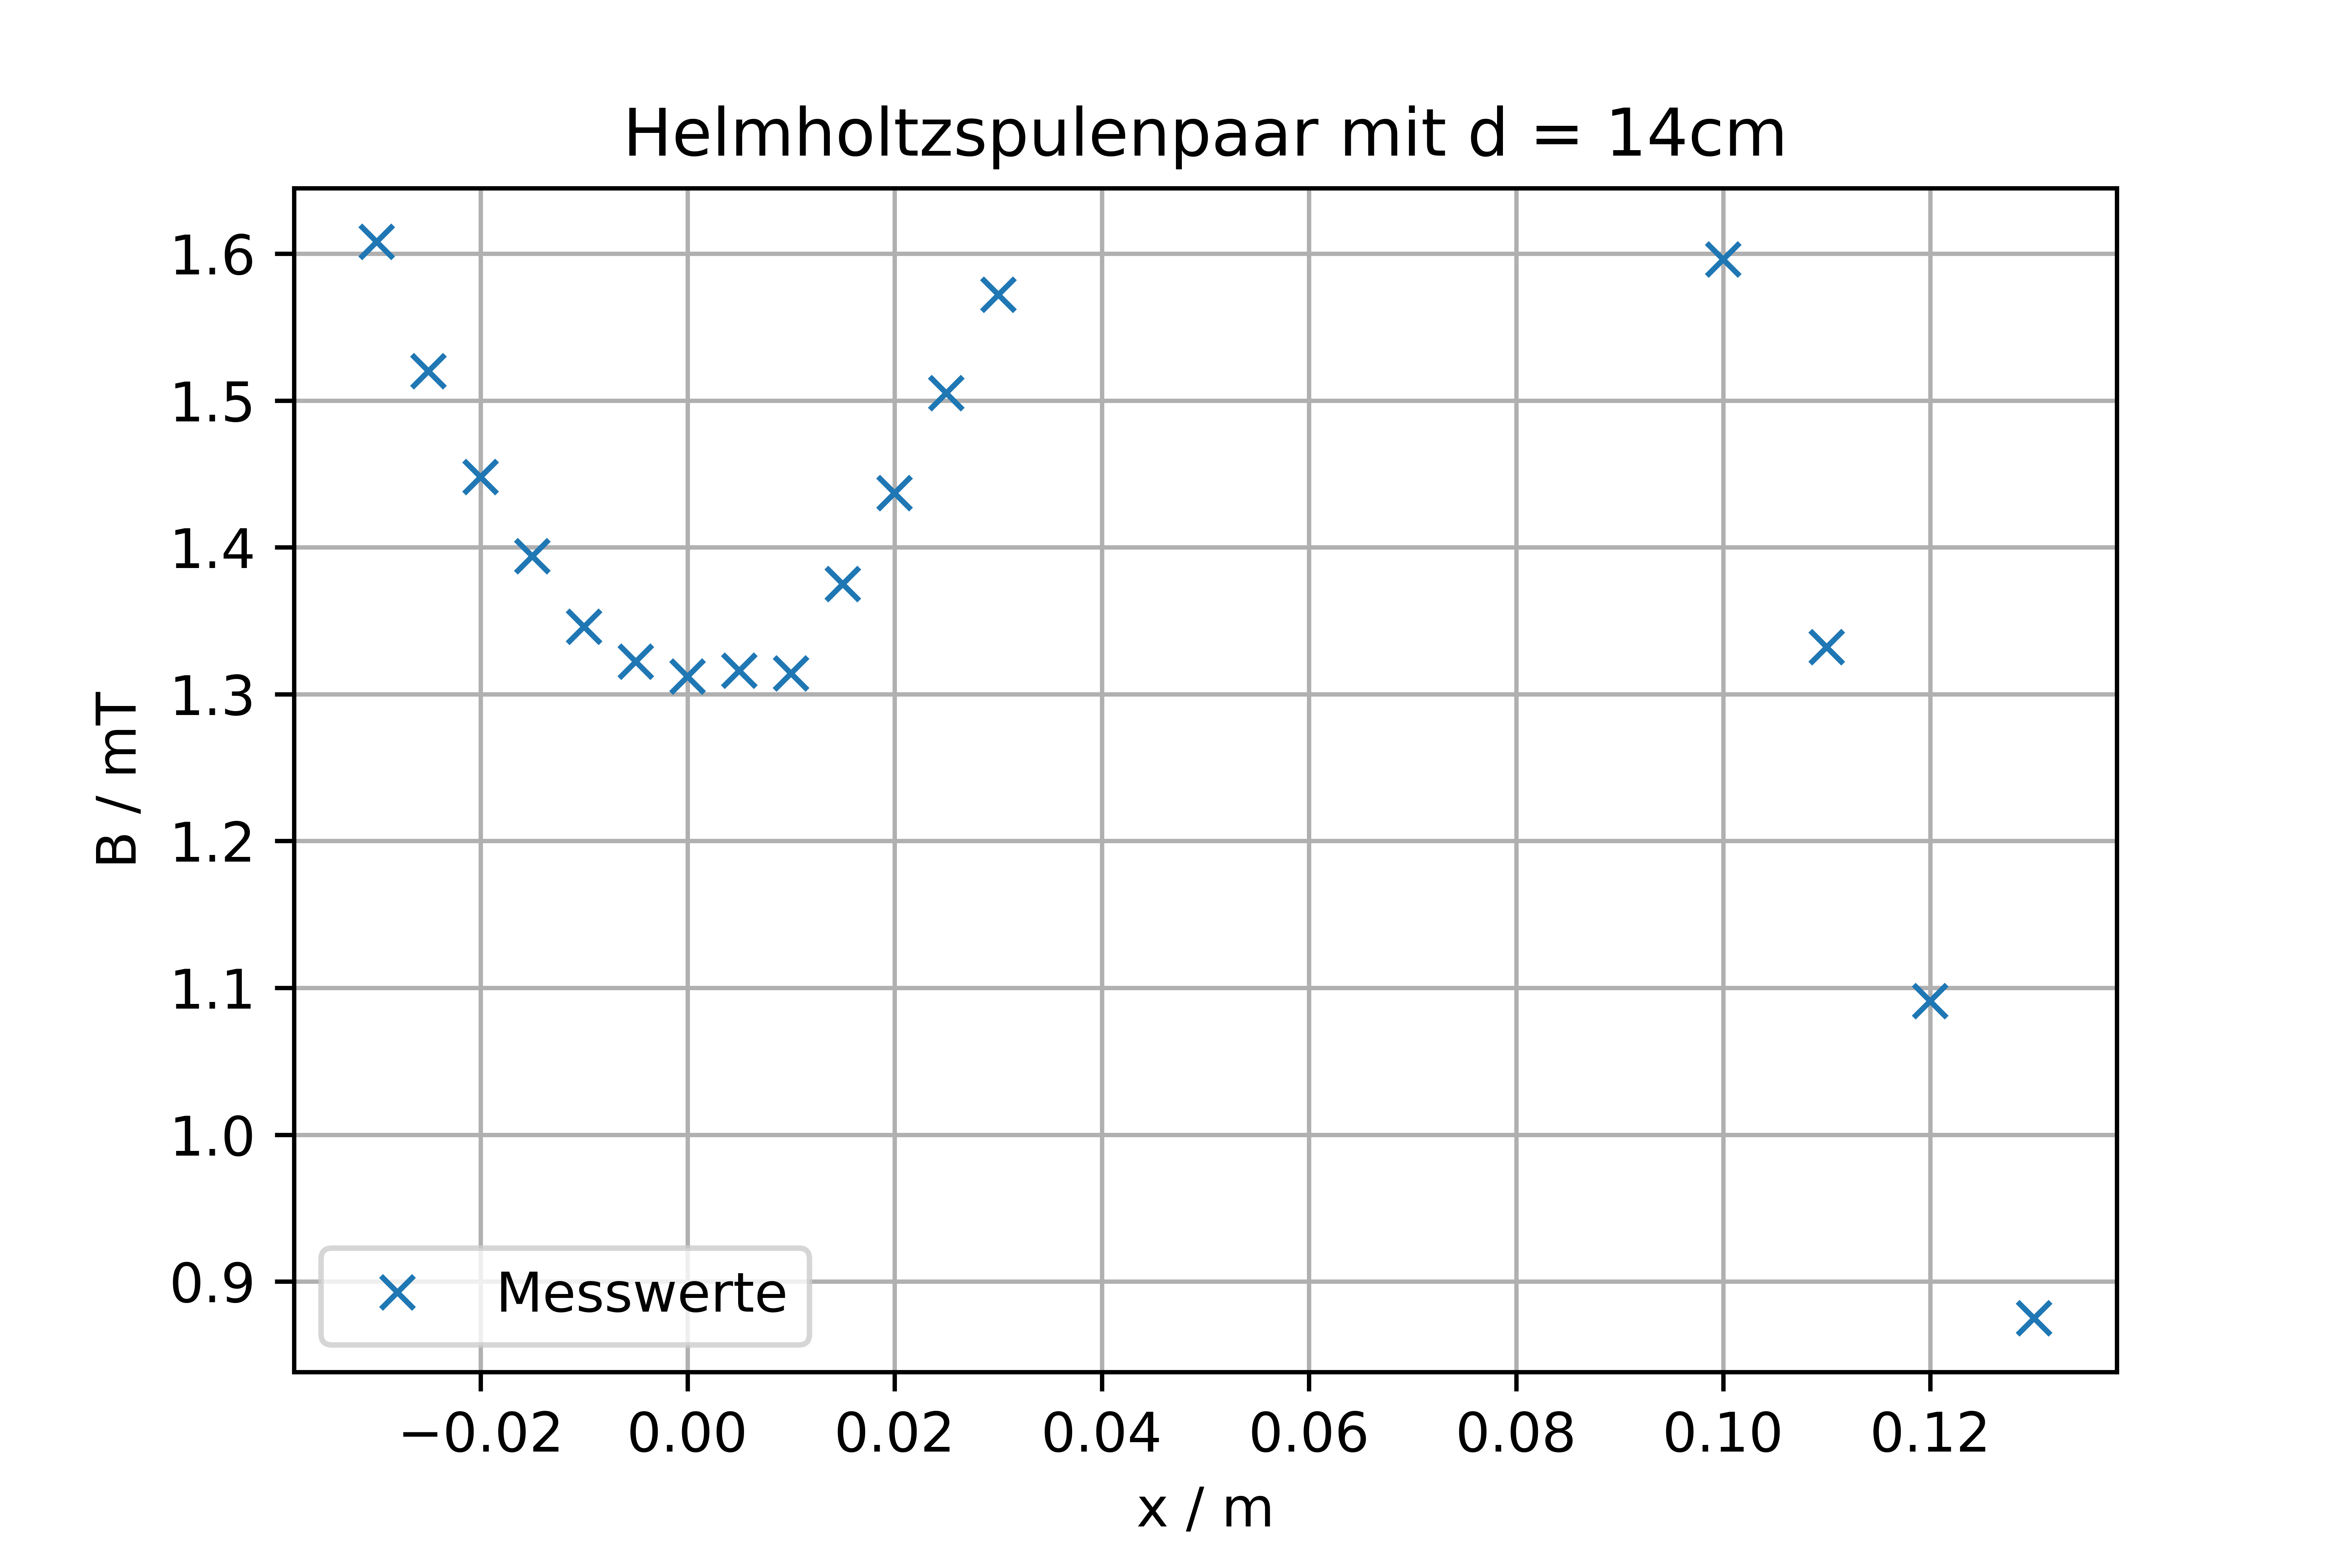 Helmholtzspulenpaar mit d = 14cm
B / mT
1.6
1.5
1.4
1.3
1.2
1.1
1.0
0.9
Messwerte
−0.02 0.00 0.02 0.04 0.06 0.08 0.10 0.12
x / m